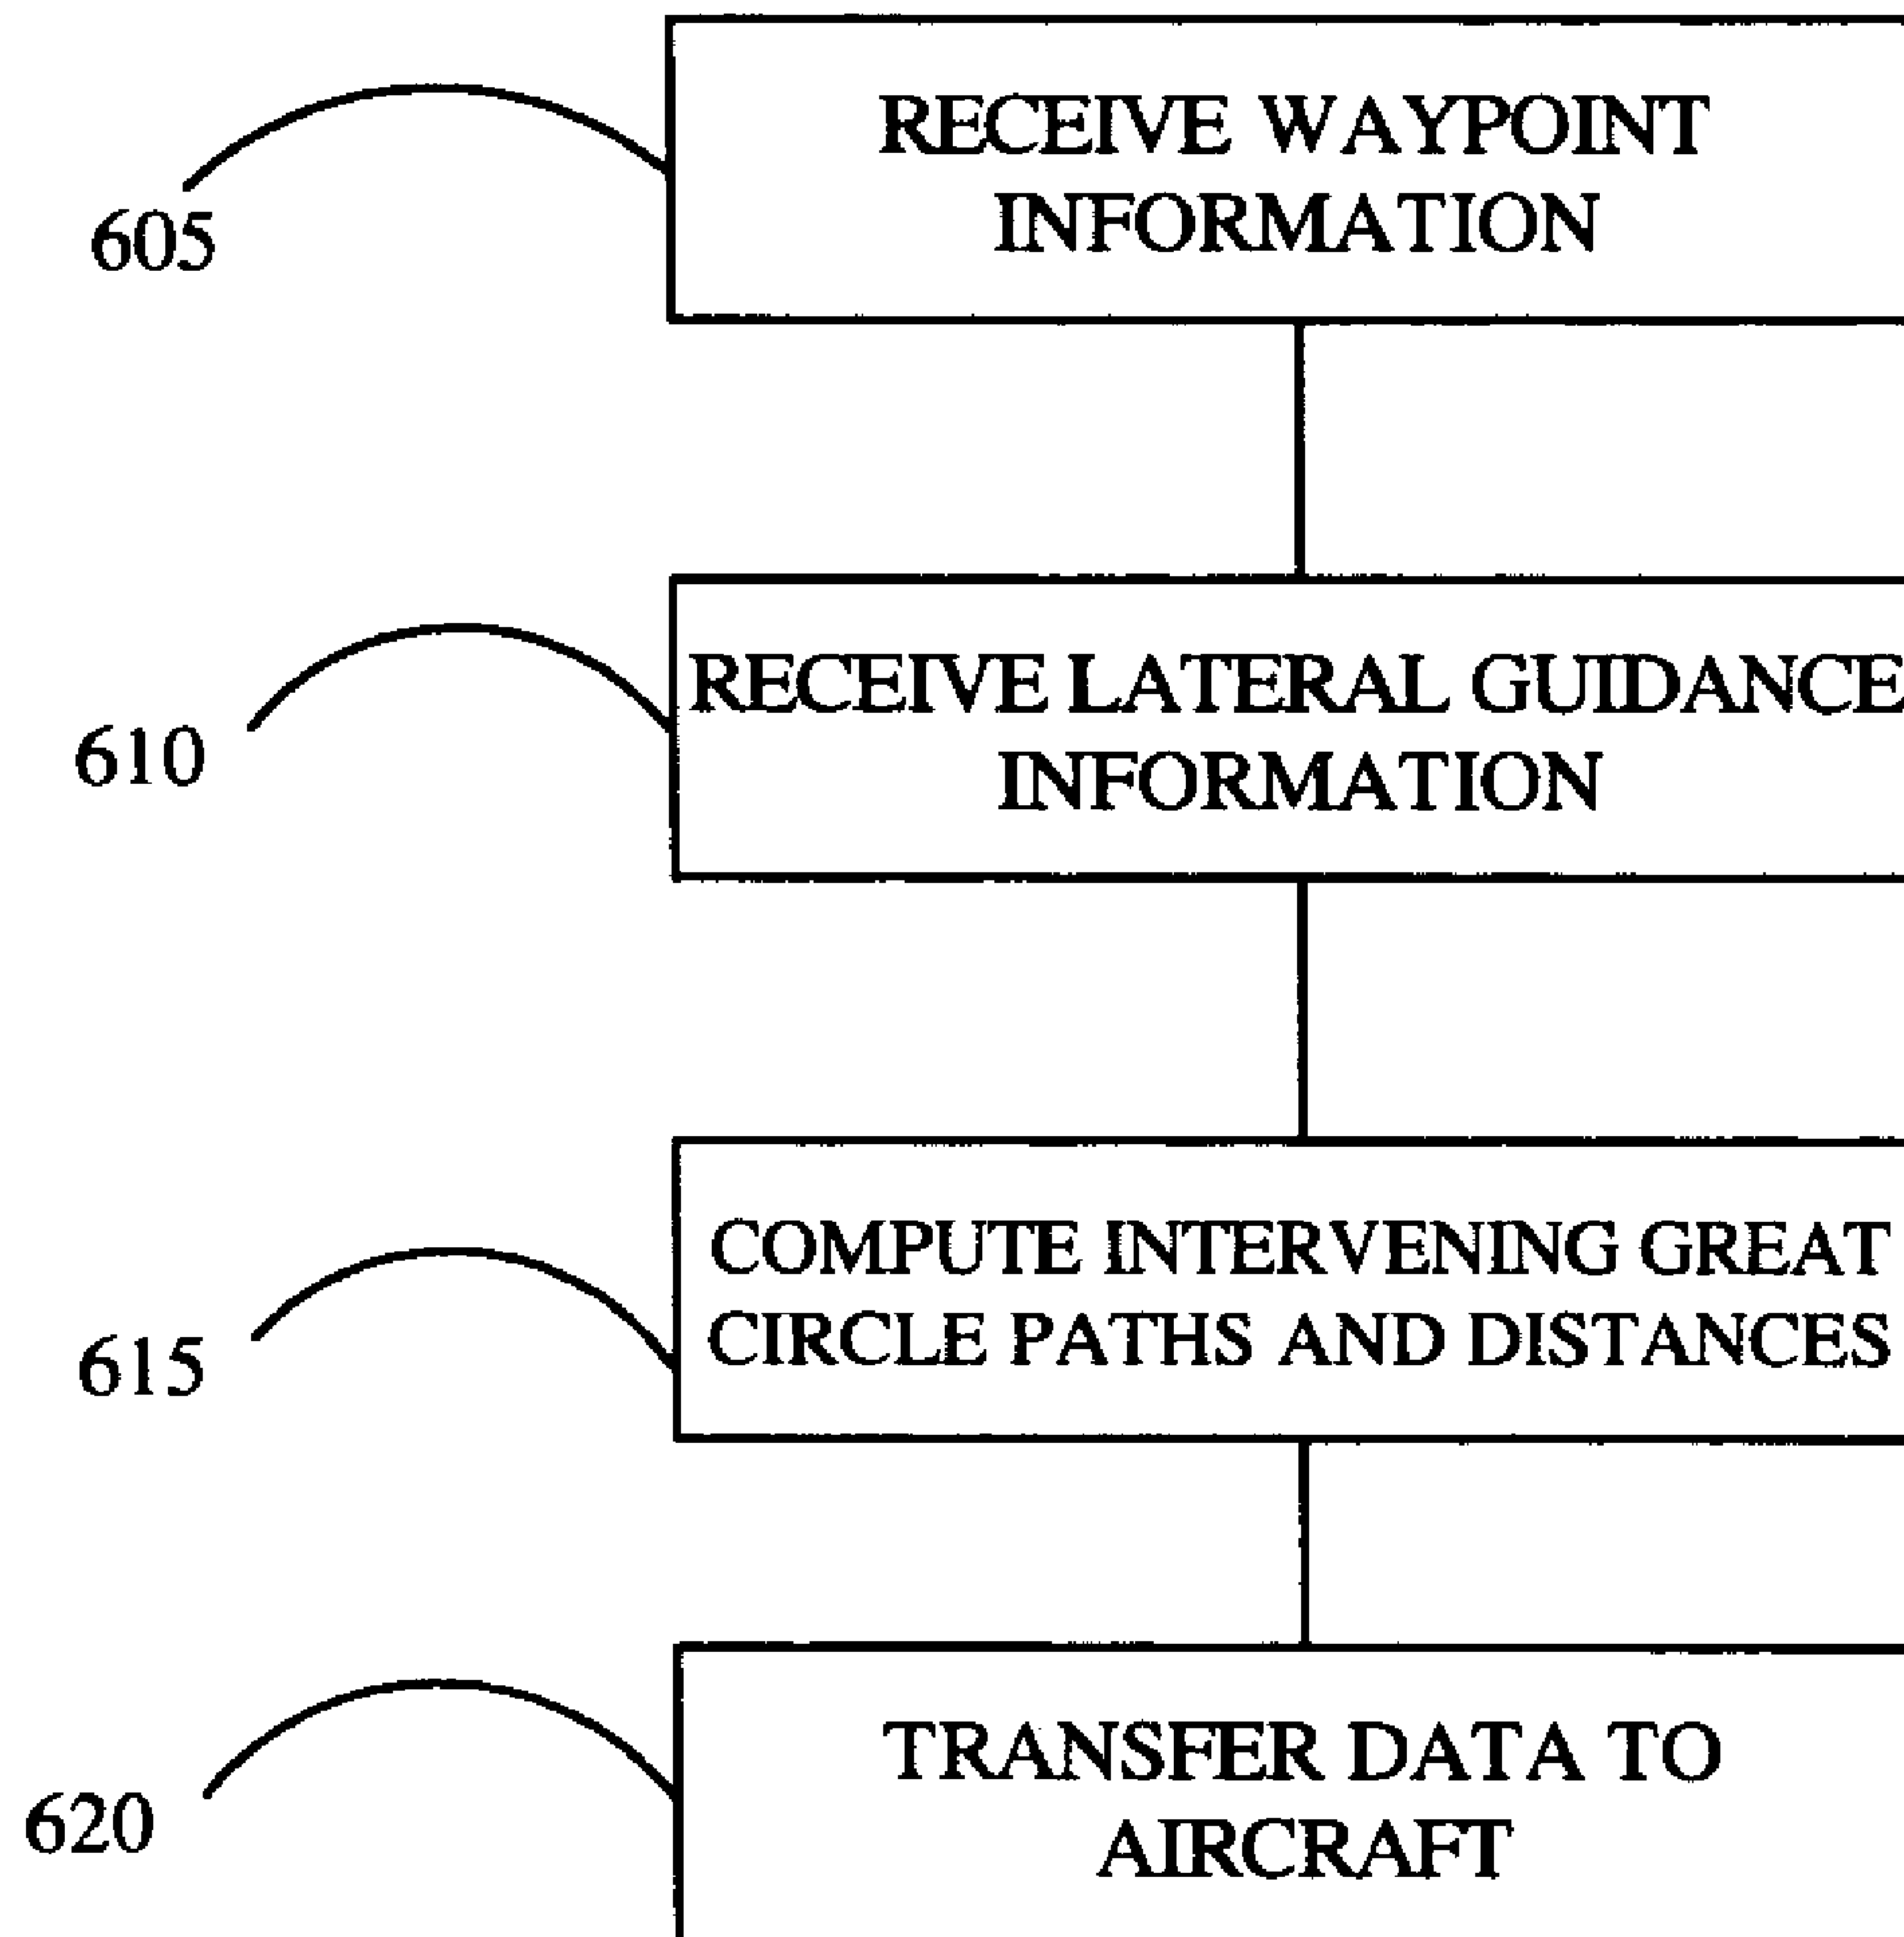 RECEIVE WAYPOINT
INFORMATION
605
RECEIVE LATERAL GUIDANCE
INFORMATION
610
COMPUTE INTERVENING GREAT
CIRCLE PATHS AND DISTANCES
615
TRANSFER DATA TO
AIRCRAFT
620